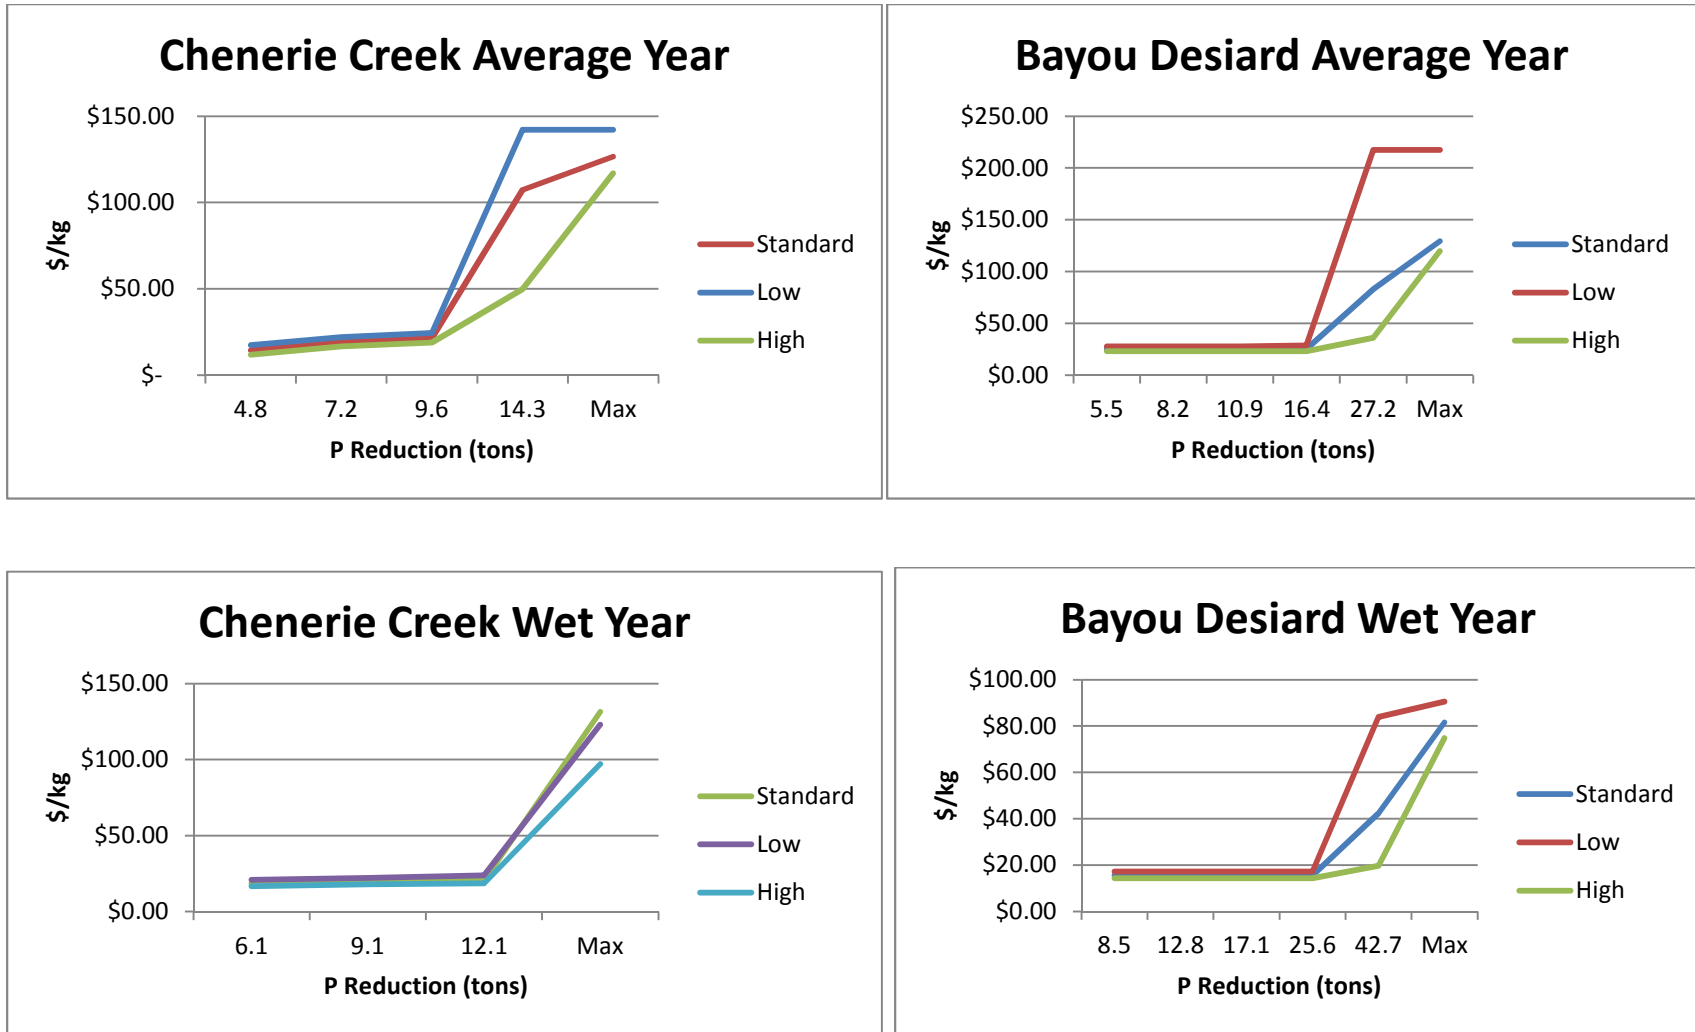 Chenerie Creek Average Year
$150.00
$100.00
$50.00
$-
$/kg
4.8 7.2 9.6 14.3 Max
P Reduction (tons)
Standard
Low
High
Bayou Desiard Average Year
$250.00
$200.00
$150.00
$100.00
$50.00
$0.00
$/kg
5.5 8.2 10.9 16.4 27.2 Max
P Reduction (tons)
Standard
Low
High
Chenerie Creek Wet Year
$150.00
$100.00
$50.00
$0.00
$/kg
6.1 9.1 12.1 Max
P Reduction (tons)
Standard
Low
High
Bayou Desiard Wet Year
$100.00
$80.00
$60.00
$40.00
$20.00
$0.00
$/kg
8.5 12.8 17.1 25.6 42.7 Max
P Reduction (tons)
Standard
Low
High